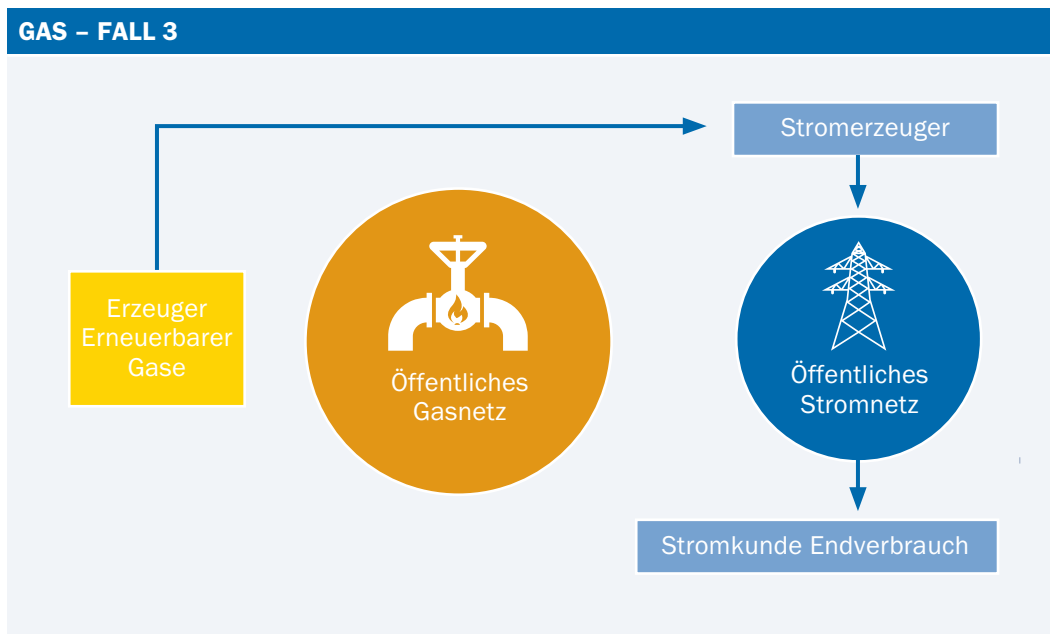 GAS – FALL 3
Stromerzeuger
Erzeuger
Erneuerbarer
Gase
Öffentliches
Gasnetz
Öffentliches
Stromnetz
Stromkunde Endverbrauch